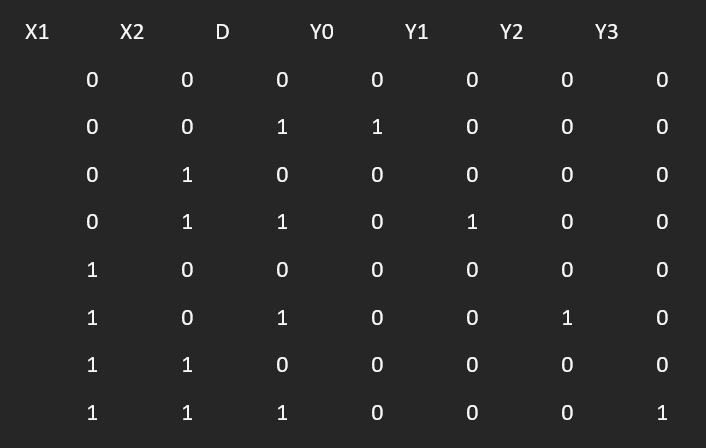 X1 X2 D Y0 Y1 Y2 Y3
0 0 0 0 0 0 0
0 0 1 1 0 0 0
0 1 0 0 0 0 0
0 1 1 0 1 0 0
1 0 0 0 0 0 0
1 0 1 0 0 1 0
1 1 0 0 0 0 0
1 1 1 0 0 0 1